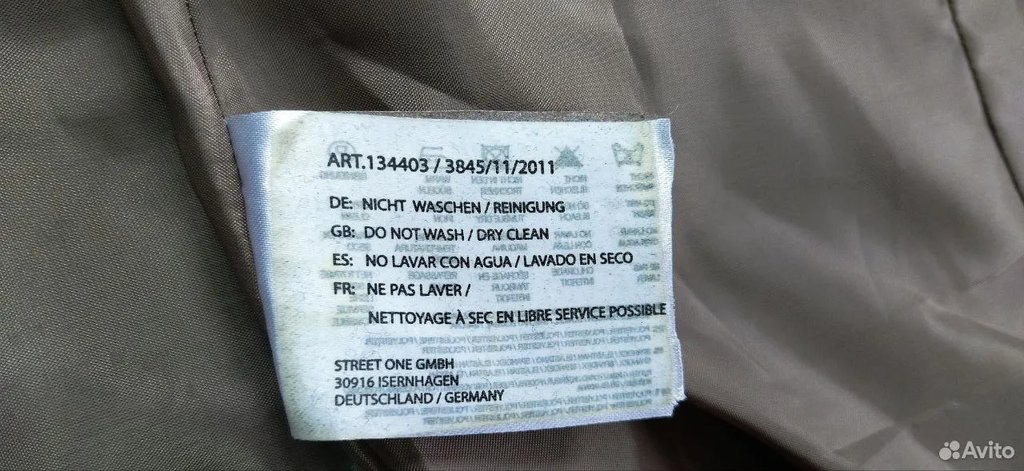 ART.134403 / 3845/11/2011
DE: NICHT WASCHEN / REINIGUNG
GB: DO NOT WASH / DRY CLEAN
ES: NO LAVAR CON AGUA / LAVADO EN SECO
FR: NE PAS LAVER /
NETTOYAGE À SEC EN LIBRE SERVICE POSSIBLE
STREET ONE GMBH
30916 ISERNHAGEN
DEUTSCHLAND / GERMANY
Avito